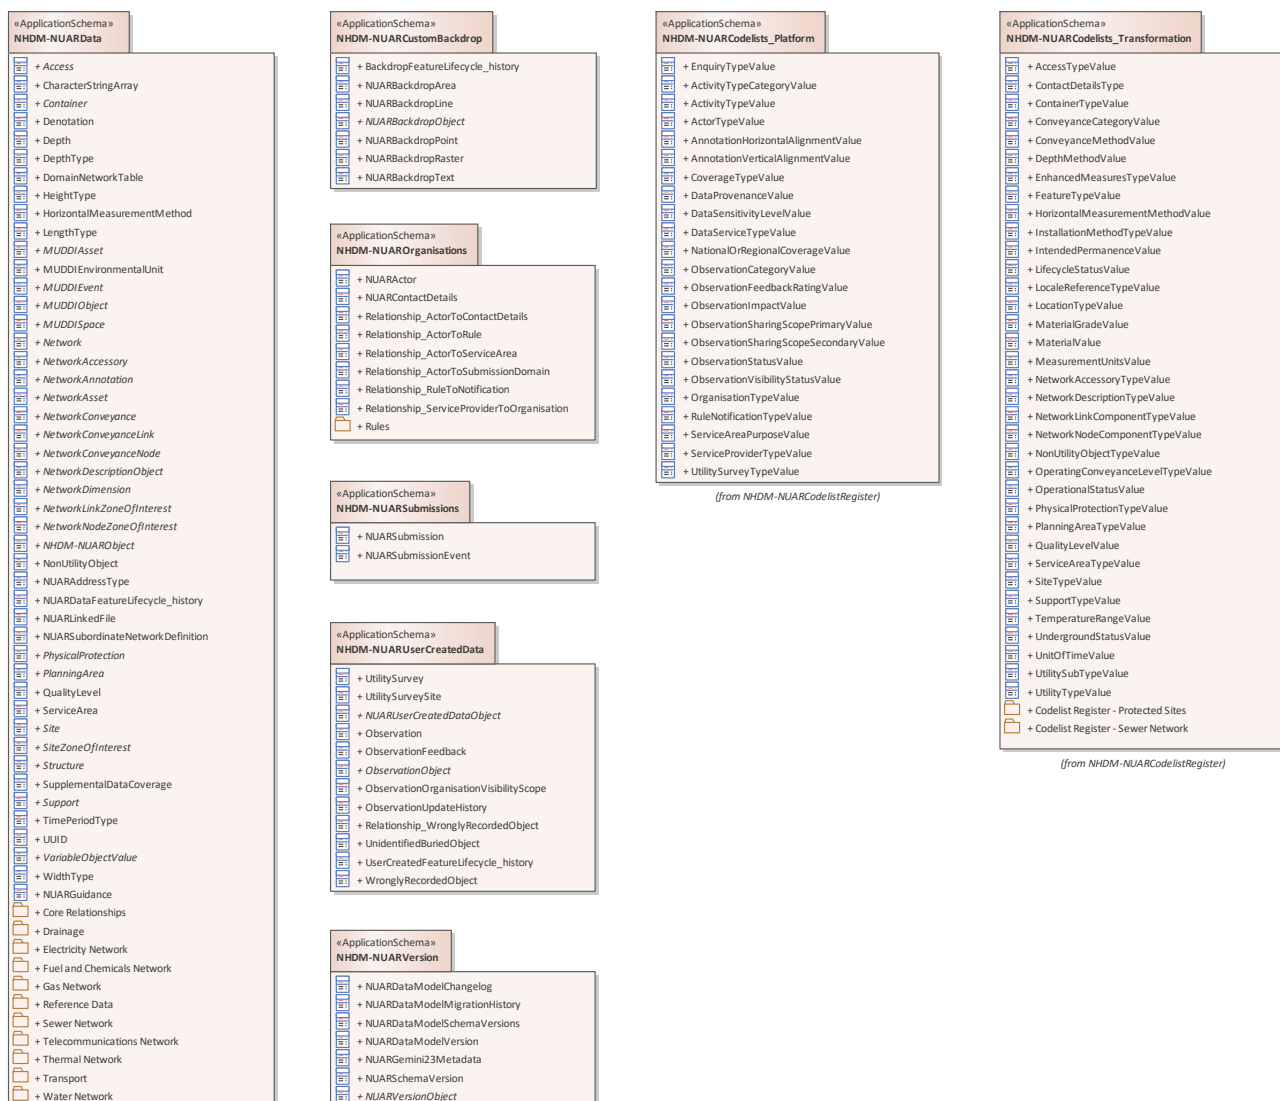 «ApplicationSchema»
NHDM-NUARData
+ Access
+ CharacterStringArray
+ Container
+ Denotation
+ Depth
+ DepthType
+ DomainNetworkTable
+ HeightType
+ HorizontalMeasurementMethod
+ LengthType
+ MUDDIAsset
+ MUDDIEnvironmentalUnit
+ MUDDIEvent
+ MUDDIObject
+ MUDDISpace
+ Network
+ NetworkAccessory
+ NetworkAnnotation
+ NetworkAsset
+ NetworkConveyance
+ NetworkConveyanceLink
+ NetworkConveyanceNode
+ NetworkDescriptionObject
+ NetworkDimension
+ NetworkLinkZoneOfInterest
+ NetworkNodeZoneOfInterest
+ NHDM-NUARObject
+ NonUtilityObject
+ NUARAddressType
+ NUARDataFeatureLifecycle_history
+ NUARLinkedFile
+ NUARSubordinateNetworkDefinition
+ PhysicalProtection
+ PlanningArea
+ QualityLevel
+ ServiceArea
+ Site
+ SiteZoneOfInterest
+ Structure
+ SupplementalDataCoverage
+ Support
+ TimePeriodType
+ UUID
+ VariableObjectValue
+ WidthType
+ NUARGuidance
+ Core Relationships
+ Drainage
+ Electricity Network
+ Fuel and Chemicals Network
+ Gas Network
+ Reference Data
+ Sewer Network
+ Telecommunications Network
+ Thermal Network
+ Transport
+ Water Network
«ApplicationSchema»
NHDM-NUARCustomBackdrop
+ BackdropFeatureLifecycle_history
+ NUARBackdropArea
+ NUARBackdropLine
+ NUARBackdropObject
+ NUARBackdropPoint
+ NUARBackdropRaster
+ NUARBackdropText
«ApplicationSchema»
NHDM-NUAROrganisations
+ NUARActor
+ NUARContactDetails
+ Relationship_ActorToContactDetails
+ Relationship_ActorToRule
+ Relationship_ActorToServiceArea
+ Relationship_ActorToSubmissionDomain
+ Relationship_RuleToNotification
+ Relationship_ServiceProviderToOrganisation
+ Rules
«ApplicationSchema»
NHDM-NUARSubmissions
+ NUARSubmission
+ NUARSubmissionEvent
«ApplicationSchema»
NHDM-NUARUserCreatedData
+ UtilitySurvey
+ UtilitySurveySite
+ NUARUserCreatedDataObject
+ Observation
+ ObservationFeedback
+ ObservationObject
+ ObservationOrganisationVisibilityScope
+ ObservationUpdateHistory
+ Relationship_WronglyRecordedObject
+ UnidentifiedBuriedObject
+ UserCreatedFeatureLifecycle_history
+ WronglyRecordedObject
«ApplicationSchema»
NHDM-NUARVersion
+ NUARDataModelChangelog
+ NUARDataModelMigrationHistory
+ NUARDataModelSchemaVersions
+ NUARDataModelVersion
+ NUARGemini23Metadata
+ NUARSchemaVersion
+ NUARVersionObject
«ApplicationSchema»
NHDM-NUARCodelists_Platform
+ EnquiryTypeValue
+ ActivityTypeCategoryValue
+ ActivityTypeValue
+ ActorTypeValue
+ AnnotationHorizontalAlignmentValue
+ AnnotationVerticalAlignmentValue
+ CoverageTypeValue
+ DataProvenanceValue
+ DataSensitivityLevelValue
+ DataServiceTypeValue
+ NationalOrRegionalCoverageValue
+ ObservationCategoryValue
+ ObservationFeedbackRatingValue
+ ObservationImpactValue
+ ObservationSharingScopePrimaryValue
+ ObservationSharingScopeSecondaryValue
+ ObservationStatusValue
+ ObservationVisibilityStatusValue
+ OrganisationTypeValue
+ RuleNotificationTypeValue
+ ServiceAreaPurposeValue
+ ServiceProviderTypeValue
+ UtilitySurveyTypeValue
(from NHDM-NUARCodelistRegister)
«ApplicationSchema»
NHDM-NUARCodelists_Transformation
+ AccessTypeValue
+ ContactDetailsType
+ ContainerTypeValue
+ ConveyanceCategoryValue
+ ConveyanceMethodValue
+ DepthMethodValue
+ EnhancedMeasuresTypeValue
+ FeatureTypeValue
+ HorizontalMeasurementMethodValue
+ InstallationMethodTypeValue
+ IntendedPermanenceValue
+ LifecycleStatusValue
+ LocaleReferenceTypeValue
+ LocationTypeValue
+ MaterialGradeValue
+ MaterialValue
+ MeasurementUnitsValue
+ NetworkAccessoryTypeValue
+ NetworkDescriptionTypeValue
+ NetworkLinkComponentTypeValue
+ NetworkNodeComponentTypeValue
+ NonUtilityObjectTypeValue
+ OperatingConveyanceLevelTypeValue
+ OperationalStatusValue
+ PhysicalProtectionTypeValue
+ PlanningAreaTypeValue
+ QualityLevelValue
+ ServiceAreaTypeValue
+ SiteTypeValue
+ SupportTypeValue
+ TemperatureRangeValue
+ UndergroundStatusValue
+ UnitOfTimeValue
+ UtilitySubTypeValue
+ UtilityTypeValue
+ Codelist Register - Protected Sites
+ Codelist Register - Sewer Network
(from NHDM-NUARCodelistRegister)